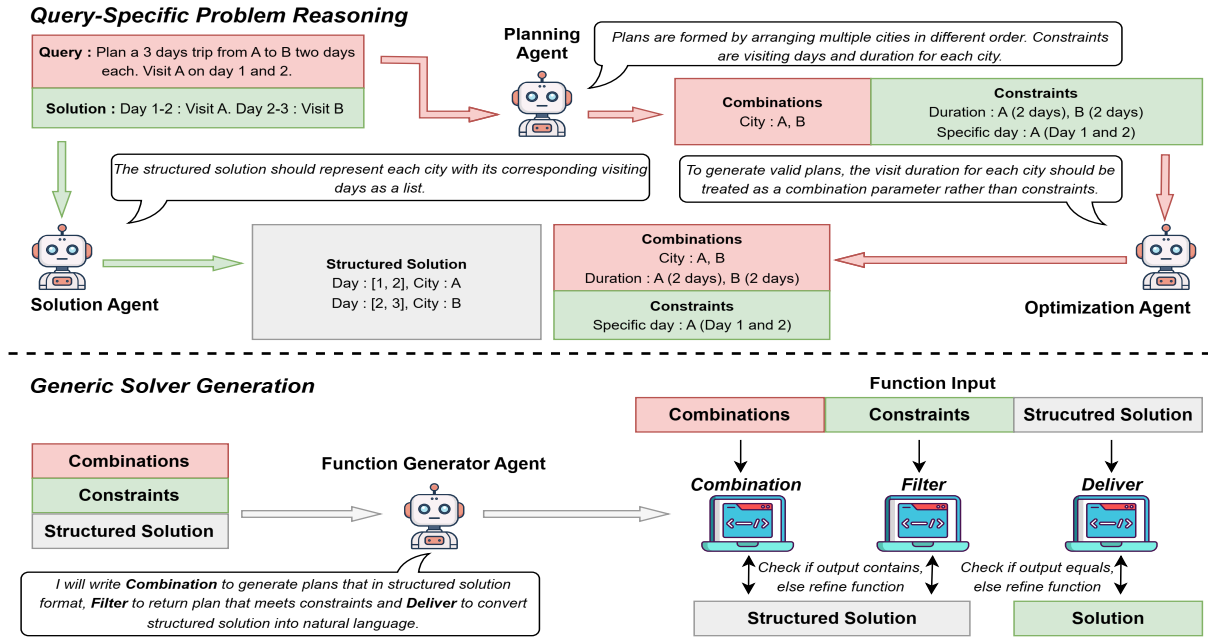 Query-Specific Problem Reasoning
Query : Plan a 3 days trip from A to B two days
each. Visit A on day 1 and 2.
Solution : Day 1-2 : Visit A. Day 2-3 : Visit B
Planning
Agent
Plans are formed by arranging multiple cities in different order. Constraints
are visiting days and duration for each city.
Combinations
City : A, B
Constraints
Duration : A (2 days), B (2 days)
Specific day : A (Day 1 and 2)
The structured solution should represent each city with its corresponding visiting
days as a list.
To generate valid plans, the visit duration for each city should be
treated as a combination parameter rather than constraints.
Solution Agent
Structured Solution
Day : [1, 2], City : A
Day : [2, 3], City : B
Combinations
City : A, B
Duration : A (2 days), B (2 days)
Constraints
Specific day : A (Day 1 and 2)
Optimization Agent
Generic Solver Generation
Combinations
Constraints
Structured Solution
Function Generator Agent
I will write Combination to generate plans that in structured solution
format, Filter to return plan that meets constraints and Deliver to convert
structured solution into natural language.
Function Input
Combinations
Constraints
Strucutred Solution
Combination
Filter
Deliver
Check if output contains,
else refine function
Check if output equals,
else refine function
Structured Solution
Solution